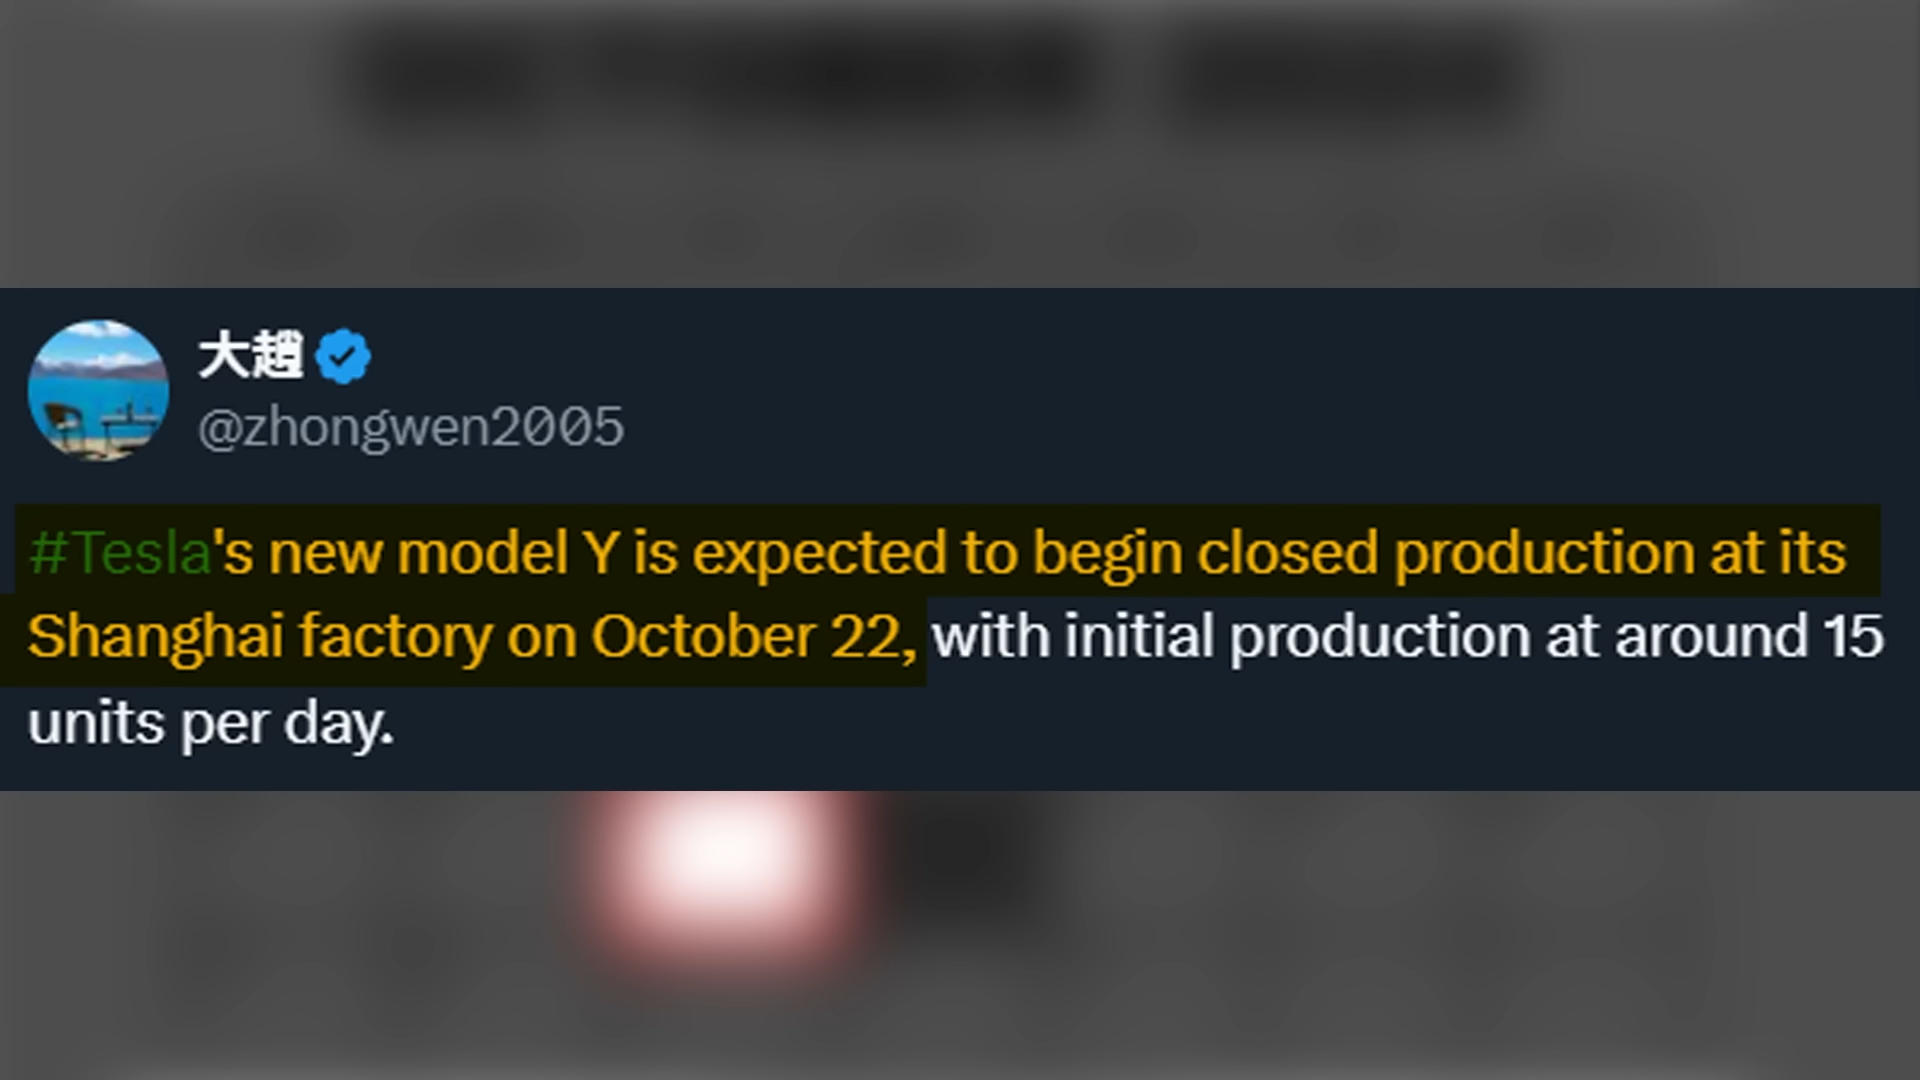 大趙
@zhongwen2005
#Tesla's new model Y is expected to begin closed production at its
Shanghai factory on October 22, with initial production at around 15
units per day.